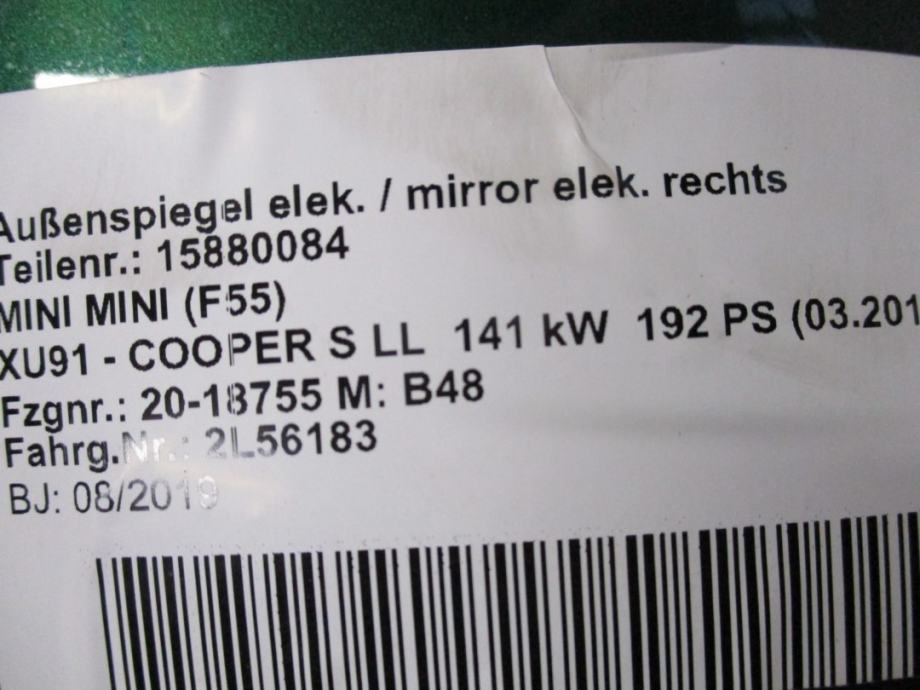 Außenspiegel elek. / mirror elek. rechts
Teilenr.: 15880084
MINI MINI (F55)
XU91 - COOPER S LL 141 kW 192 PS (03.201
Fzgnr.: 20-18755 M: B48
Fahrg.Nr.: 2L56183
BJ: 08/2019